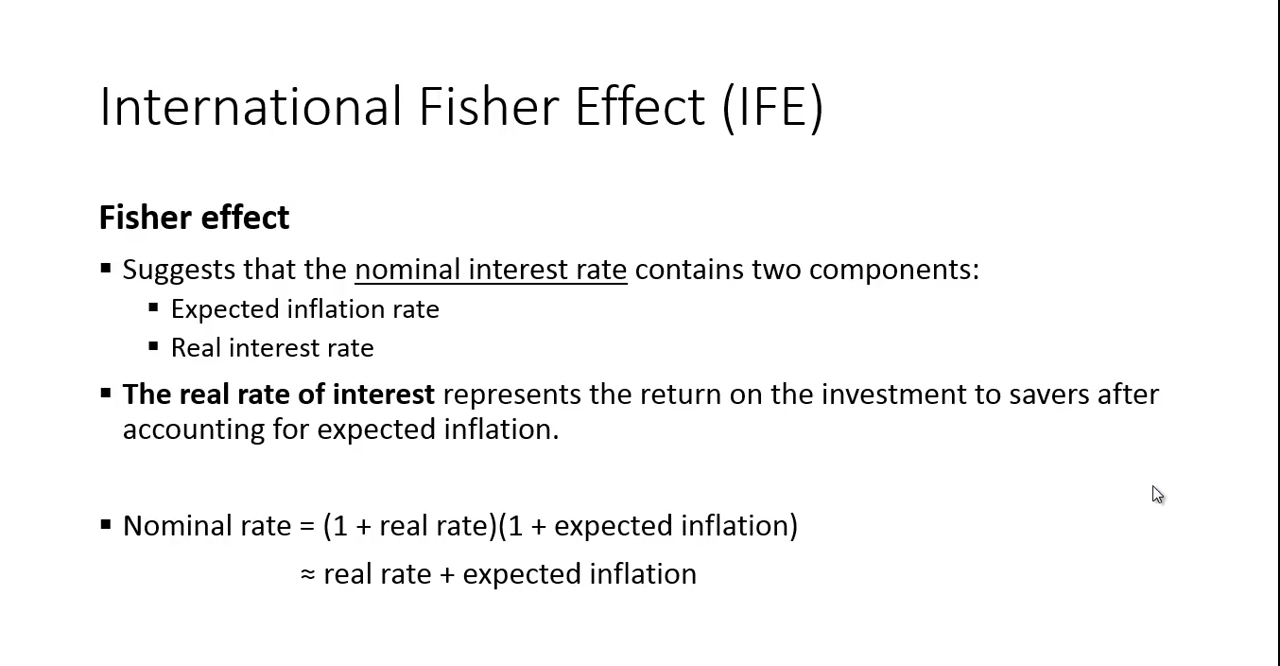 International Fisher Effect (IFE)
Fisher effect
▪ Suggests that the nominal interest rate contains two components:
▪ Expected inflation rate
▪ Real interest rate
▪ The real rate of interest represents the return on the investment to savers after
accounting for expected inflation.
▪ Nominal rate = (1 + real rate)(1 + expected inflation)
≈ real rate + expected inflation